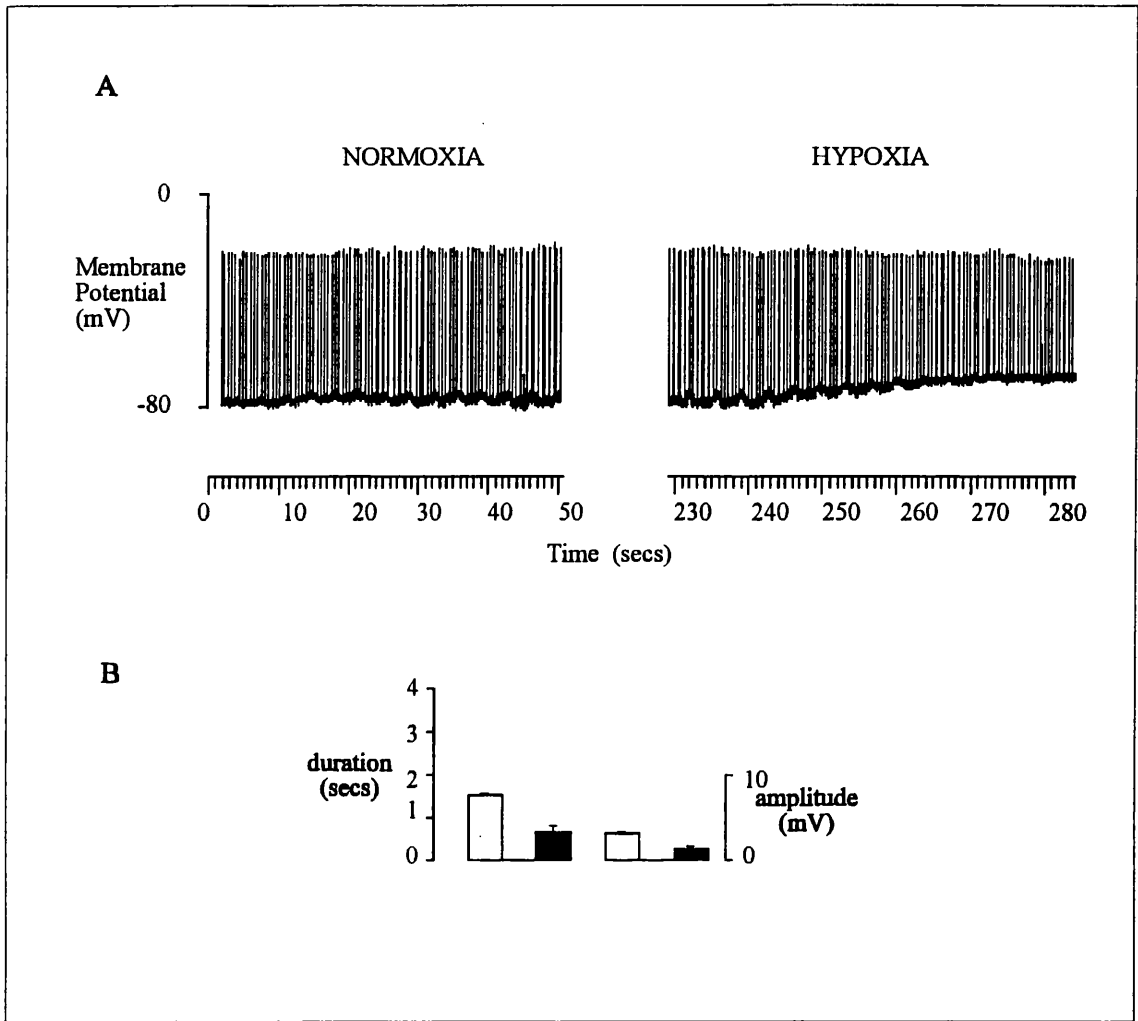 A
NORMOXIA
HYPOXIA
0
Membrane
Potential
(mV)
-80
0 10 20 30 40 50
230 240 250 260 270 280
Time (secs)
B
4
3
2
1
0
duration
(secs)
10
0
amplitude
(mV)